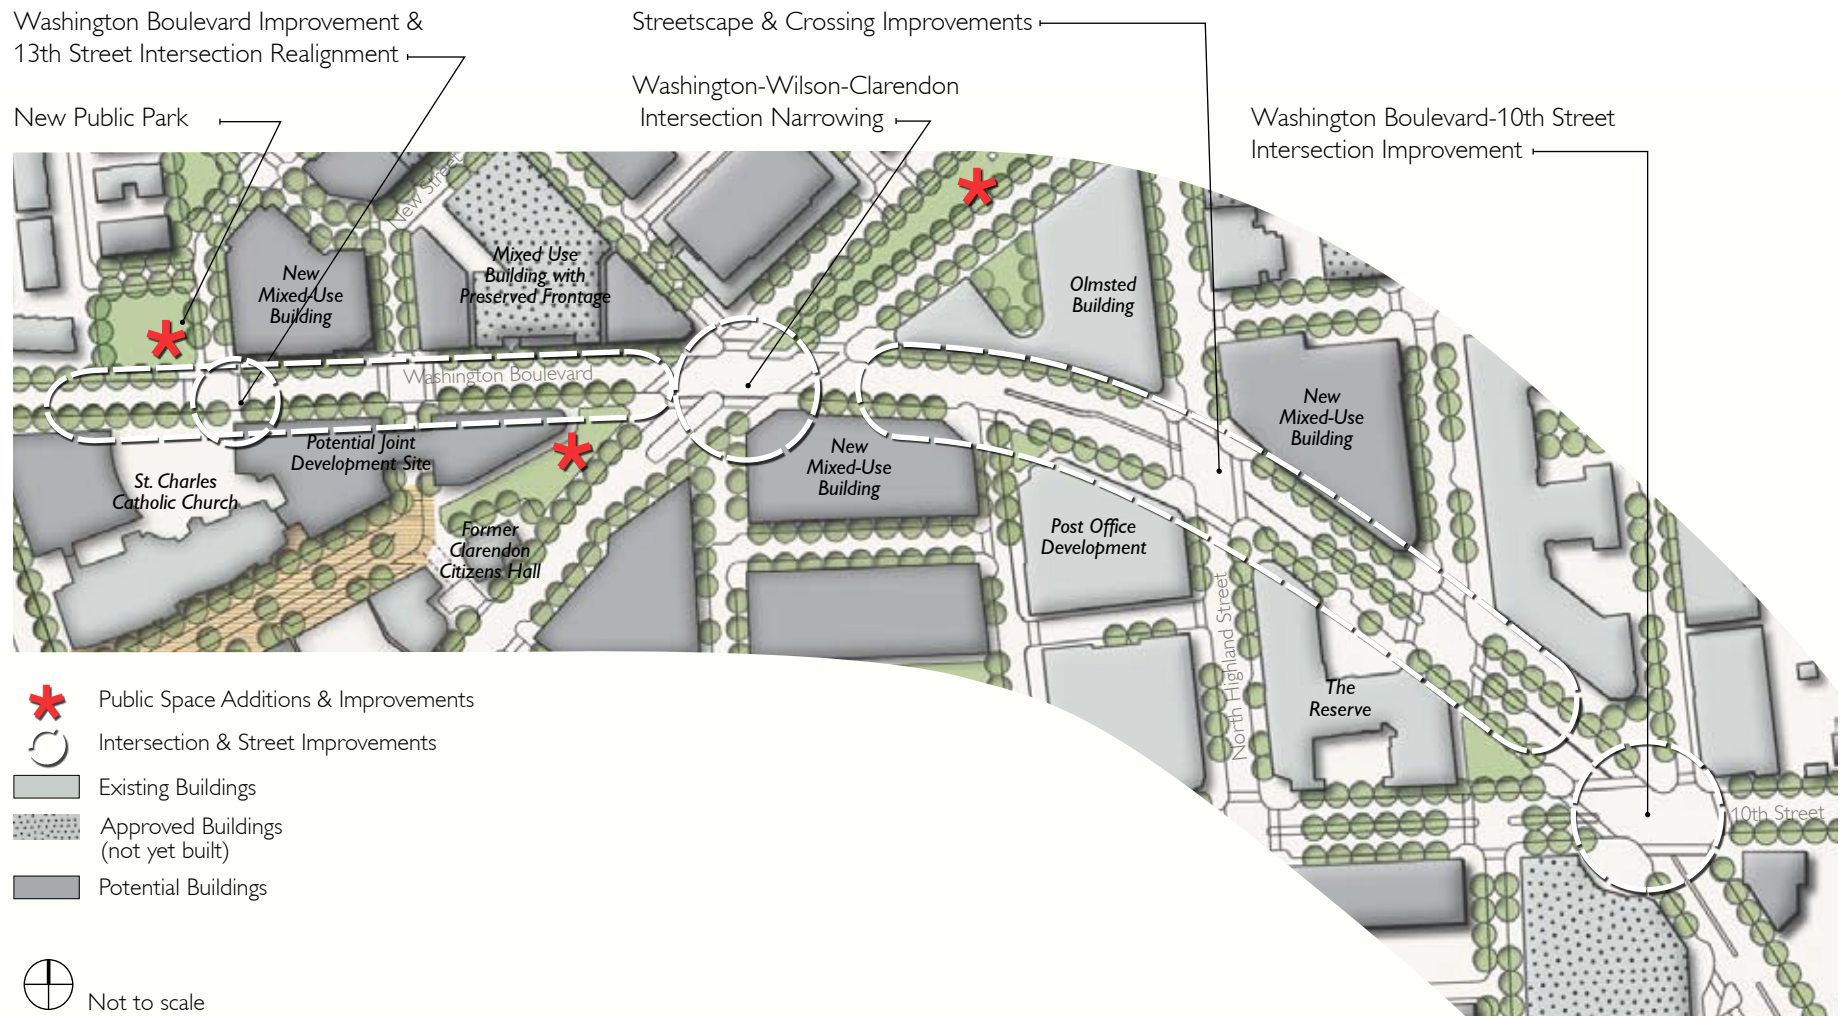 Washington Boulevard Improvement &
13th Street Intersection Realignment
New Public Park
Streetscape & Crossing Improvements
Washington-Wilson-Clarendon
Intersection Narrowing
Washington Boulevard-10th Street
Intersection Improvement
New Street
New
Mixed-Use
Building
Mixed Use
Building with
Preserved Frontage
Olmsted
Building
Washington Boulevard
New
Mixed-Use
Building
Potential Joint
Development Site
St. Charles
Catholic Church
New
Mixed-Use
Building
Former
Clarendon
Citizens Hall
Post Office
Development
North Highland Street
The
Reserve
10th Street
Public Space Additions & Improvements
Intersection & Street Improvements
Existing Buildings
Approved Buildings
(not yet built)
Potential Buildings
Not to scale